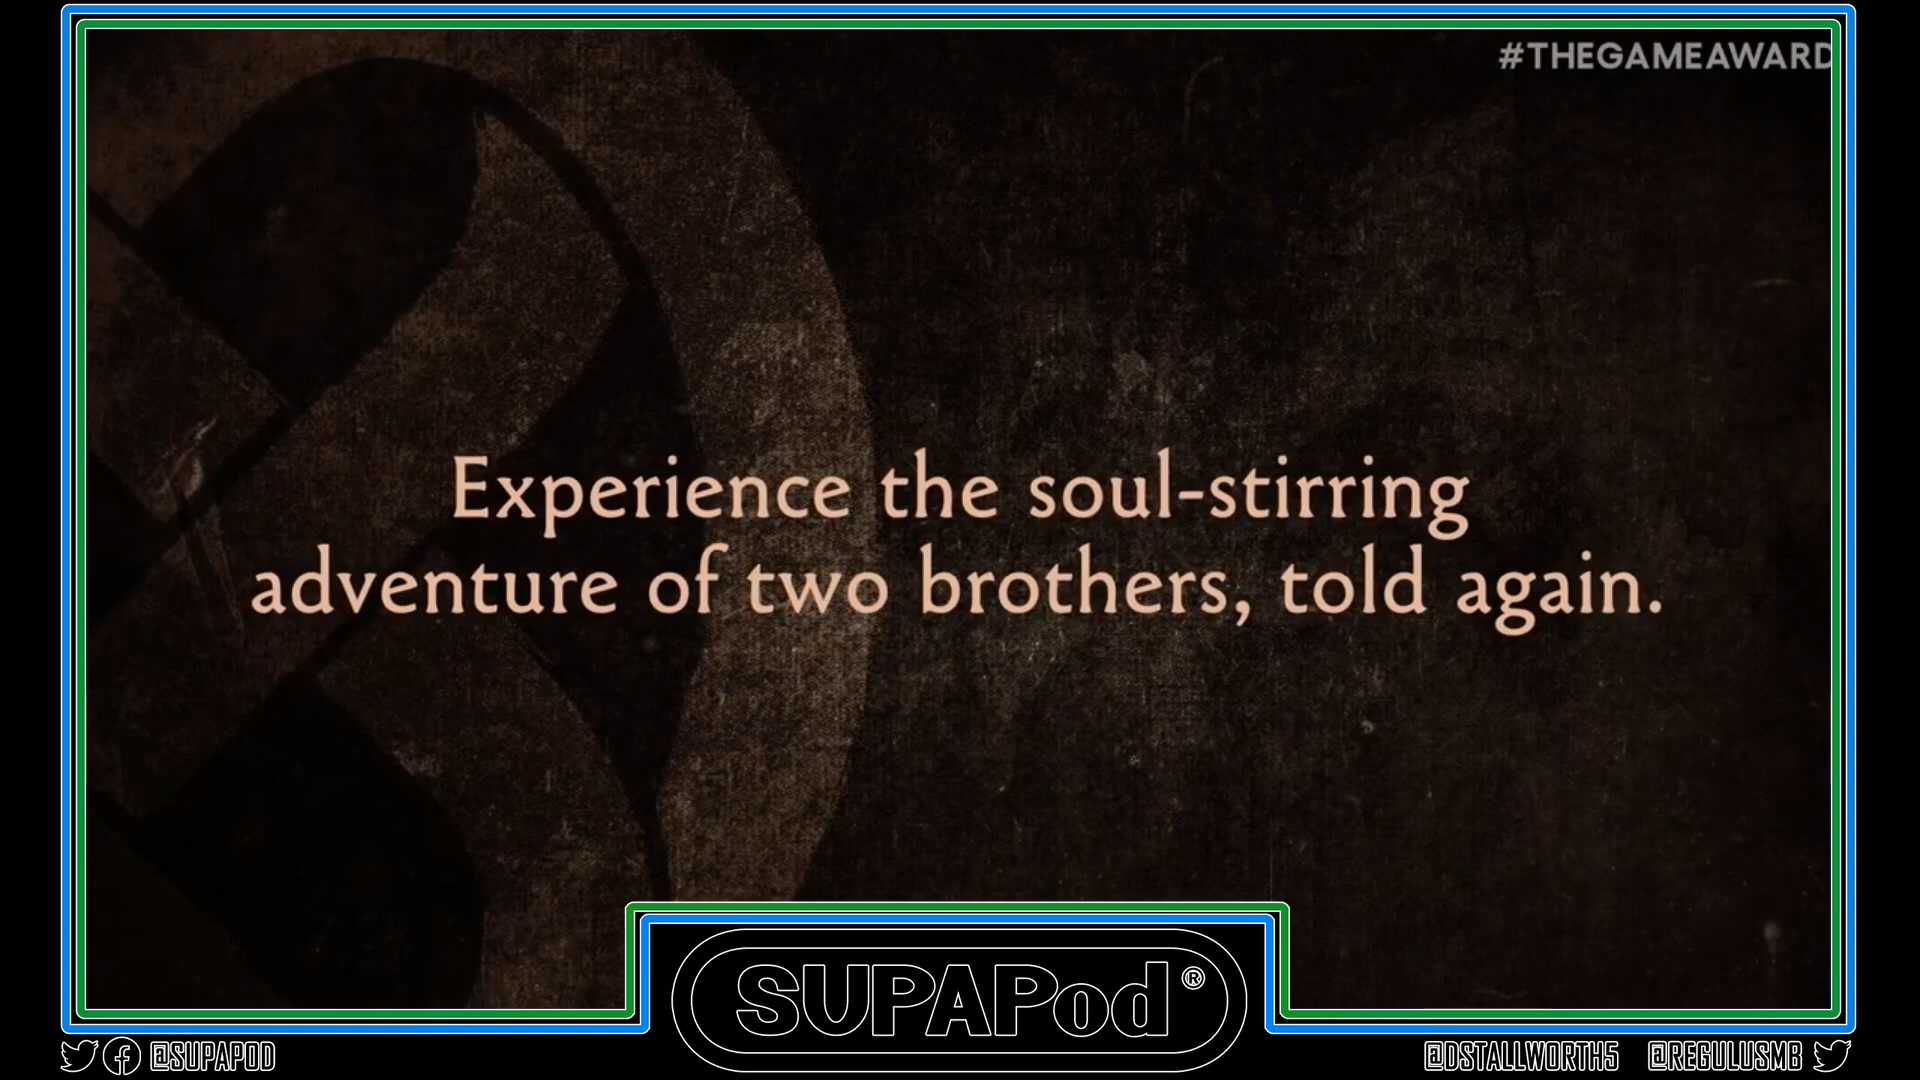 #THEGAMEAWARD
Experience the soul-stirring
adventure of two brothers, told again.
SUPAPod®
@SUPAPOD
@DSTALLWORTH5 @REGULUSMB